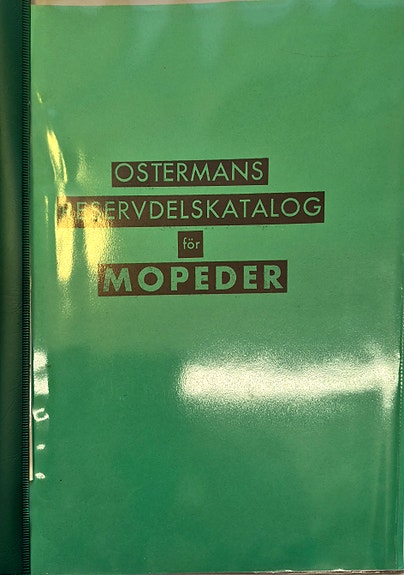 OSTERMANS
RESERVDELSKATALOG
för
MOPEDER